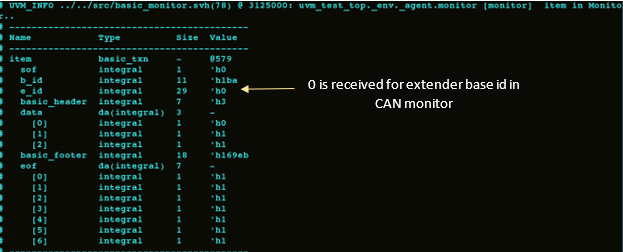 # UVM_INFO ../../src/basic_monitor.svh(78) @ 3125000: uvm_test_top._env._agent.monitor [monitor]  item in Monito
r..
# ----------------------------------------
# Name          Type          Size  Value
# ----------------------------------------
# item          basic_txn     -     @579
#   sof         integral      1     'h0
#   b_id        integral      11    'h1ba
#   e_id        integral      29    'h0
#   basic_header  integral      7     'h3
#   data        da(integral)  3     -
#     [0]       integral      1     'h0
#     [1]       integral      1     'h1
#     [2]       integral      1     'h1
#   basic_footer  integral      18    'h169eb
#   eof         da(integral)  7     -
#     [0]       integral      1     'h1
#     [1]       integral      1     'h1
#     [2]       integral      1     'h1
#     [3]       integral      1     'h1
#     [4]       integral      1     'h1
#     [5]       integral      1     'h1
#     [6]       integral      1     'h1
# ----------------------------------------
0 is received for extender base id in
CAN monitor